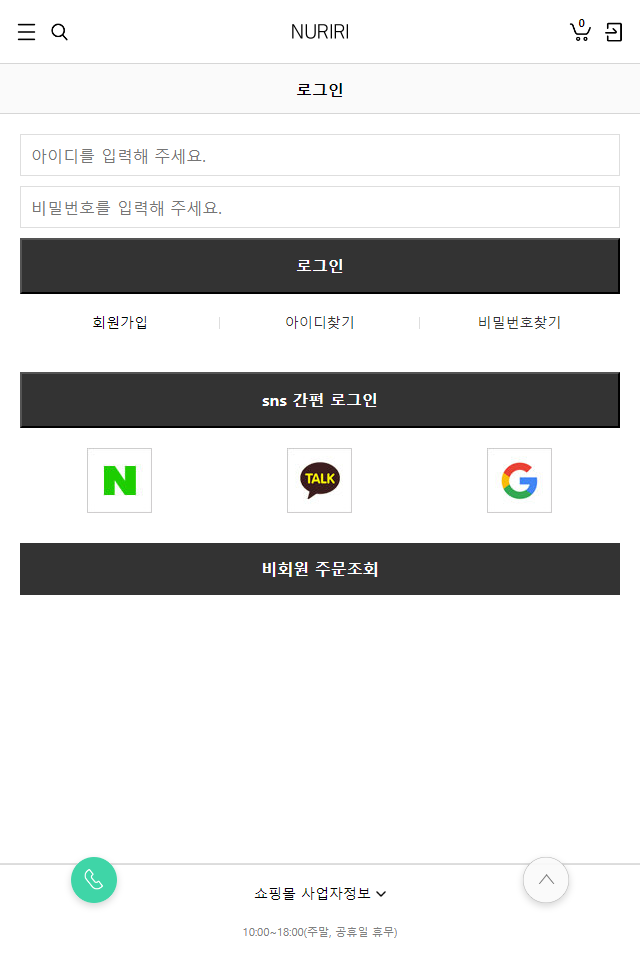 NURIRI
0
로그인
아이디를 입력해 주세요.
비밀번호를 입력해 주세요.
로그인
회원가입 아이디찾기 비밀번호찾기
sns 간편 로그인
N TALK G
비회원 주문조회
쇼핑몰 사업자정보
10:00~18:00(주말, 공휴일 휴무)